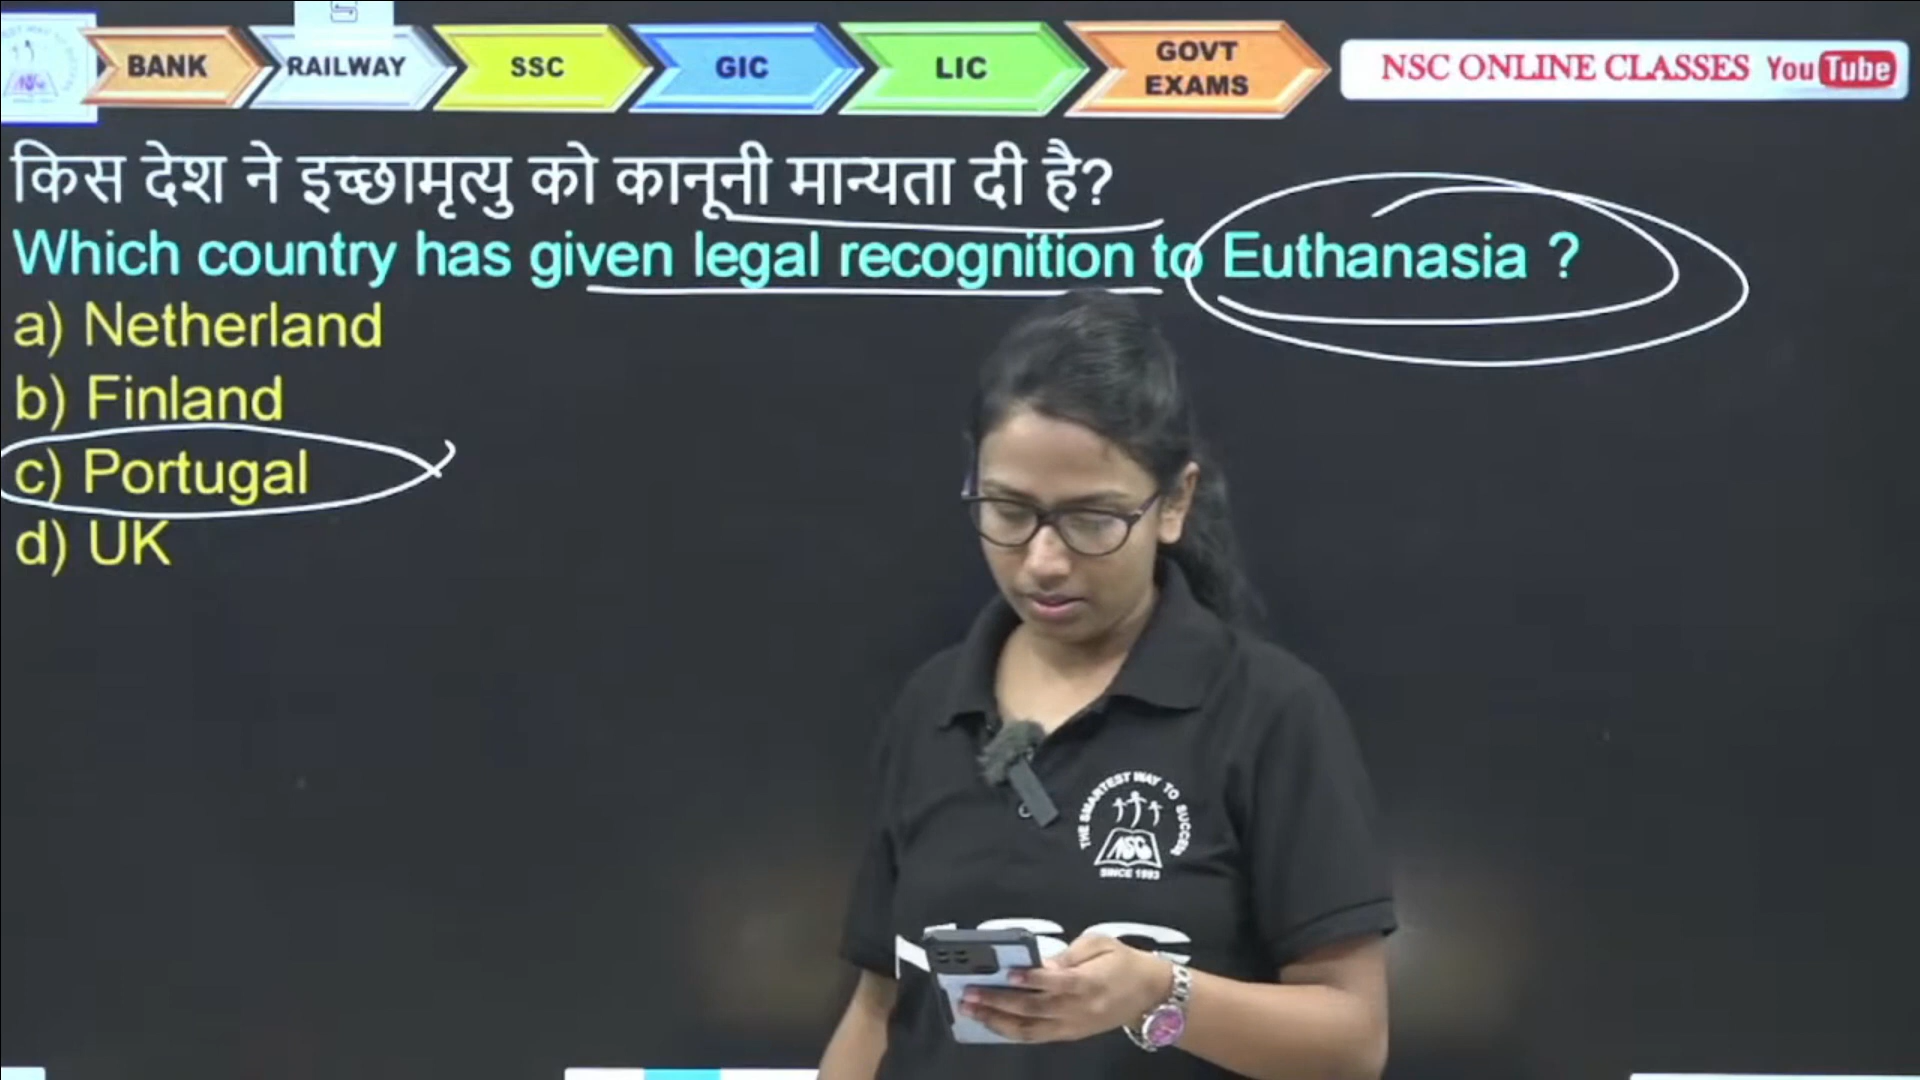 BANK
RAILWAY
SSC
GIC
LIC
GOVT
EXAMS
NSC ONLINE CLASSES YouTube
किस देश ने इच्छामृत्यु को कानूनी मान्यता दी है?
Which country has given legal recognition to Euthanasia ?
a) Netherland
b) Finland
c) Portugal
d) UK
THE SMARTEST WAY TO SUCCESS
NSC
SINCE 1993